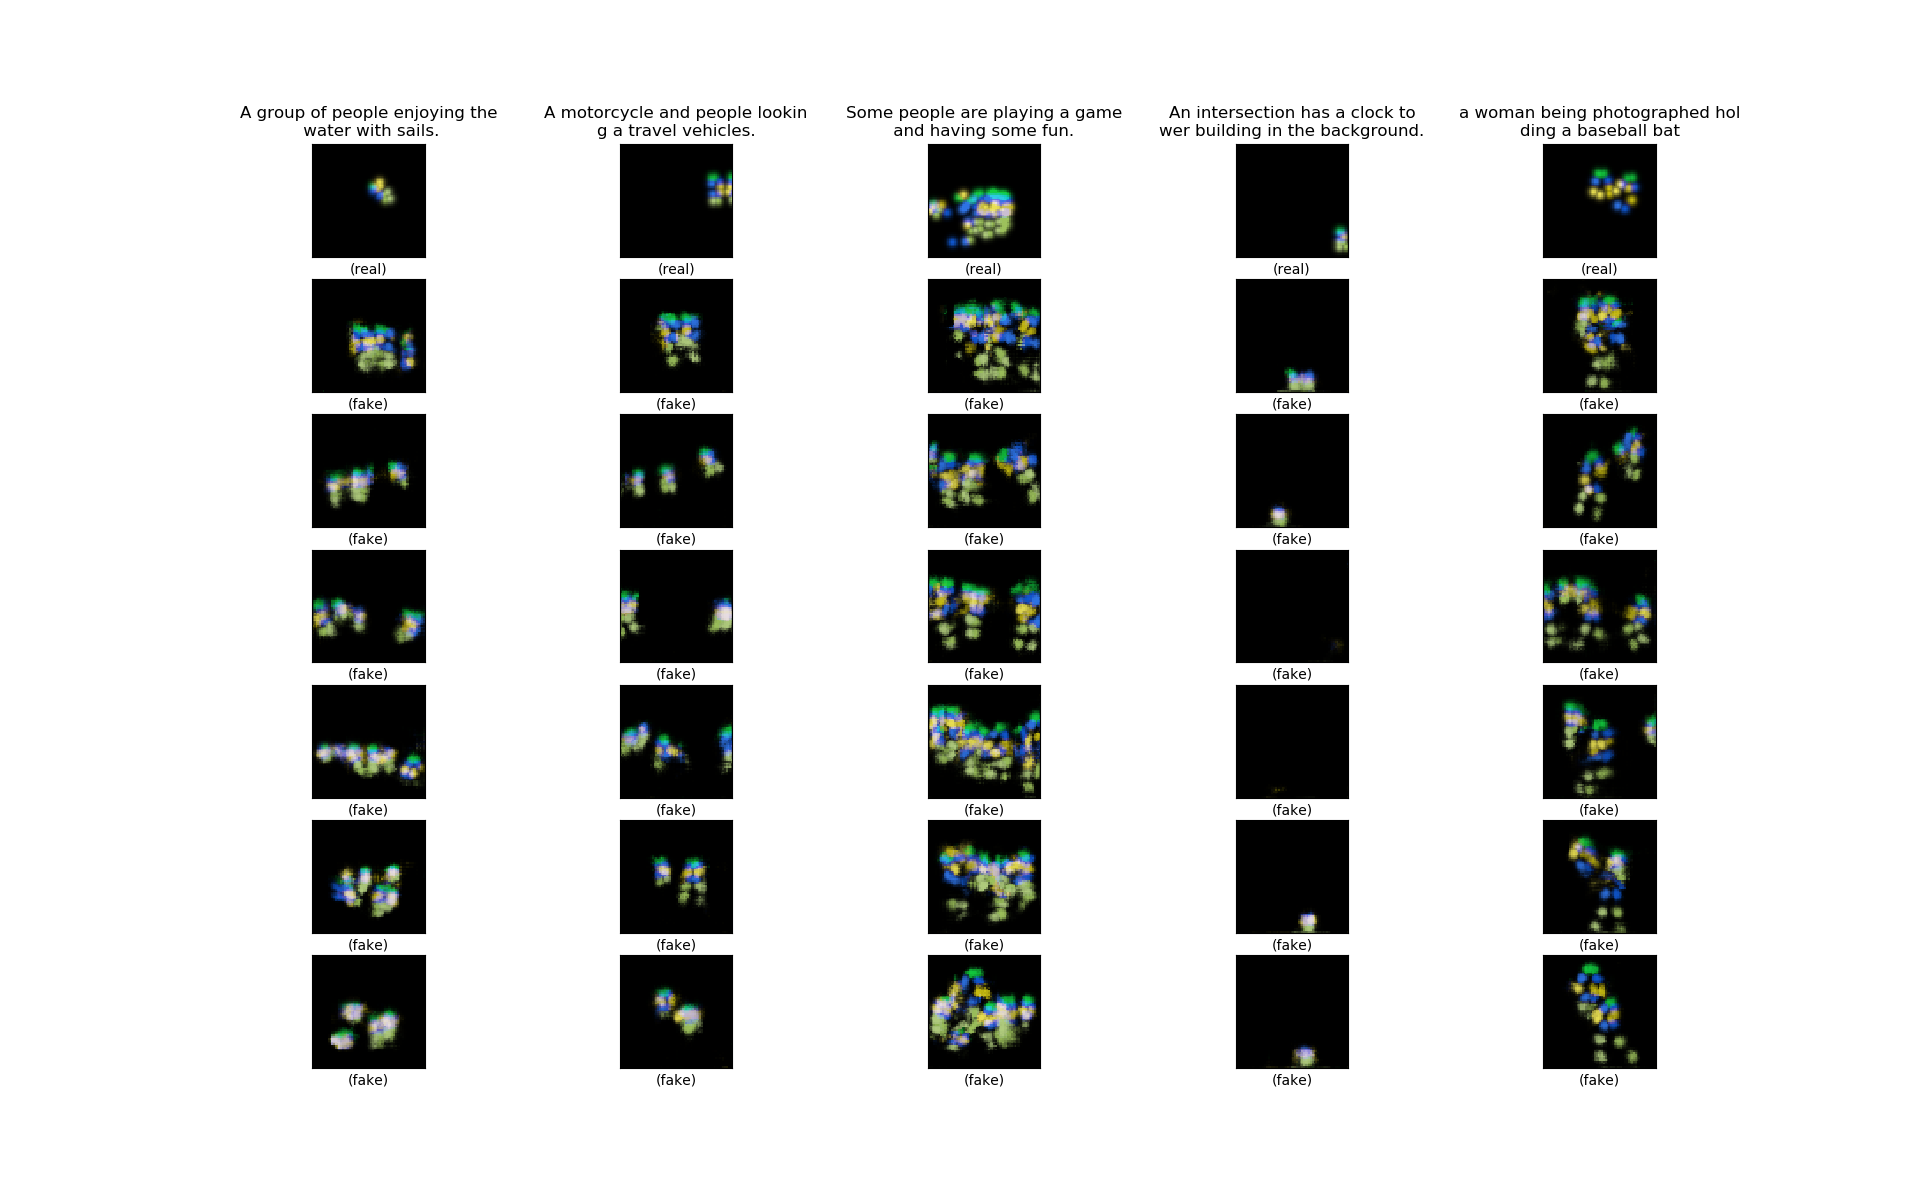 A group of people enjoying the
water with sails.
A motorcycle and people lookin
g a travel vehicles.
Some people are playing a game
and having some fun.
An intersection has a clock to
wer building in the background.
a woman being photographed hol
ding a baseball bat
(real) (real) (real) (real) (real)
(fake) (fake) (fake) (fake) (fake)
(fake) (fake) (fake) (fake) (fake)
(fake) (fake) (fake) (fake) (fake)
(fake) (fake) (fake) (fake) (fake)
(fake) (fake) (fake) (fake) (fake)
(fake) (fake) (fake) (fake) (fake)